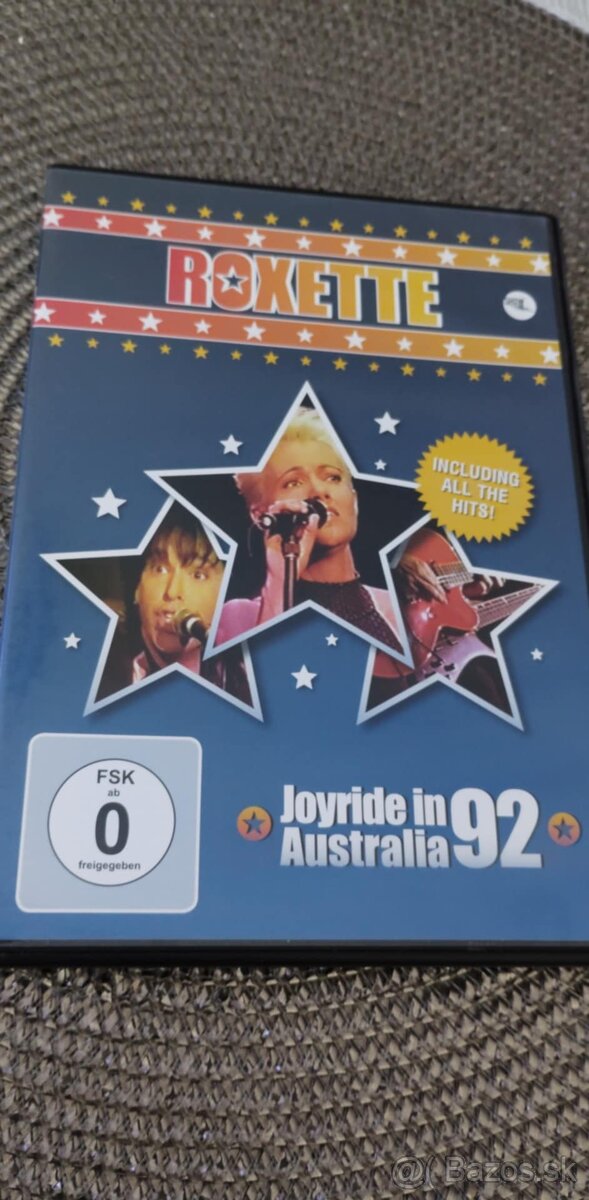 ROXETTE
INCLUDING
ALL THE
HITS!
FSK
ab
0
freigegeben
Joyride in
Australia 92
@( Bazos.sk